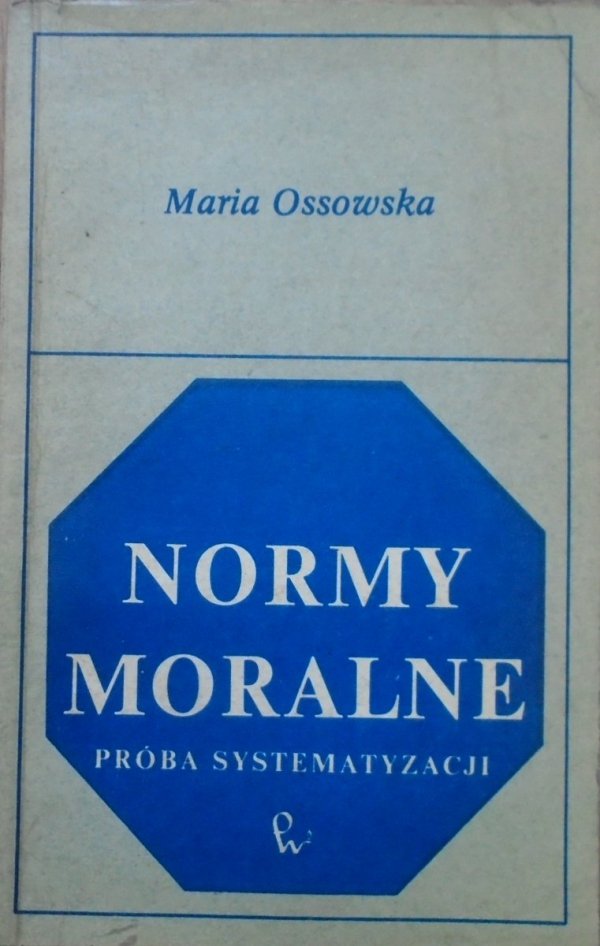 Maria Ossowska
NORMY
MORALNE
PRÓBA SYSTEMATYZACJI